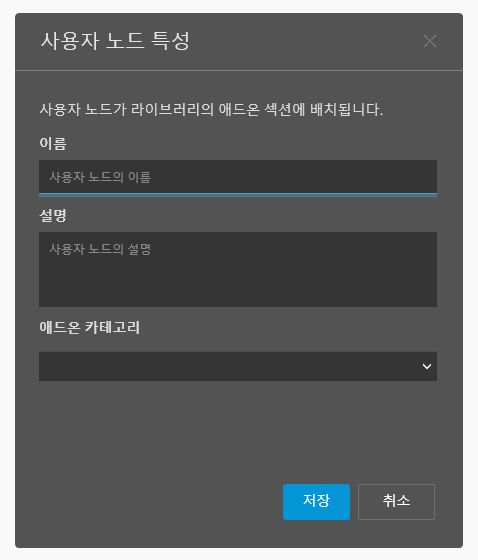 사용자 노드 특성
사용자 노드가 라이브러리의 애드온 섹션에 배치됩니다.
이름
사용자 노드의 이름
설명
사용자 노드의 설명
애드온 카테고리
저장
취소